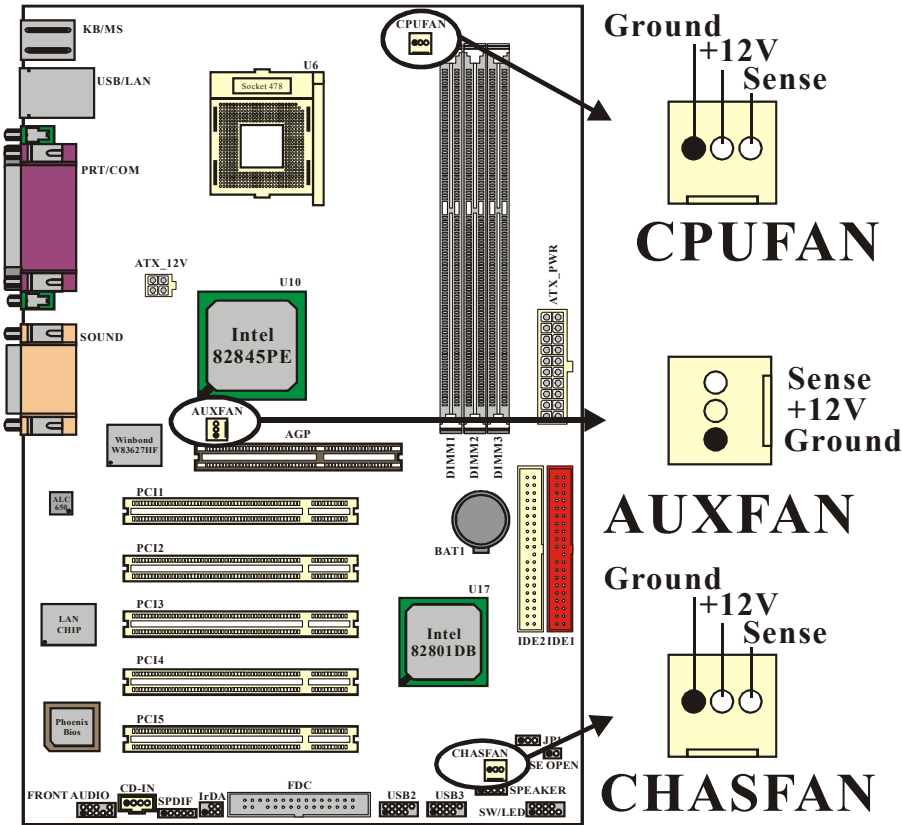 KB/MS
CPUFAN
USB/LAN
U6
Socket 478
PRT/COM
ATX_12V
U10
ATX_PWR
Intel
82845PE
SOUND
AUXFAN
AGP
Winbond
W83627HF
DIMM1
DIMM2
DIMM3
ALC
650
PCI1
BAT1
PCI2
U17
PCI3
LAN
CHIP
Intel
82801DB
IDE2 IDE1
PCI4
Phoenix
Bios
PCI5
CHASFAN
JP1
SE OPEN
FRONT AUDIO
CD-IN
SPDIF
IrDA
FDC
USB2
USB3
SPEAKER
SW/LED
Ground
+12V
Sense
CPUFAN
Sense
+12V
Ground
AUXFAN
Ground
+12V
Sense
CHASFAN